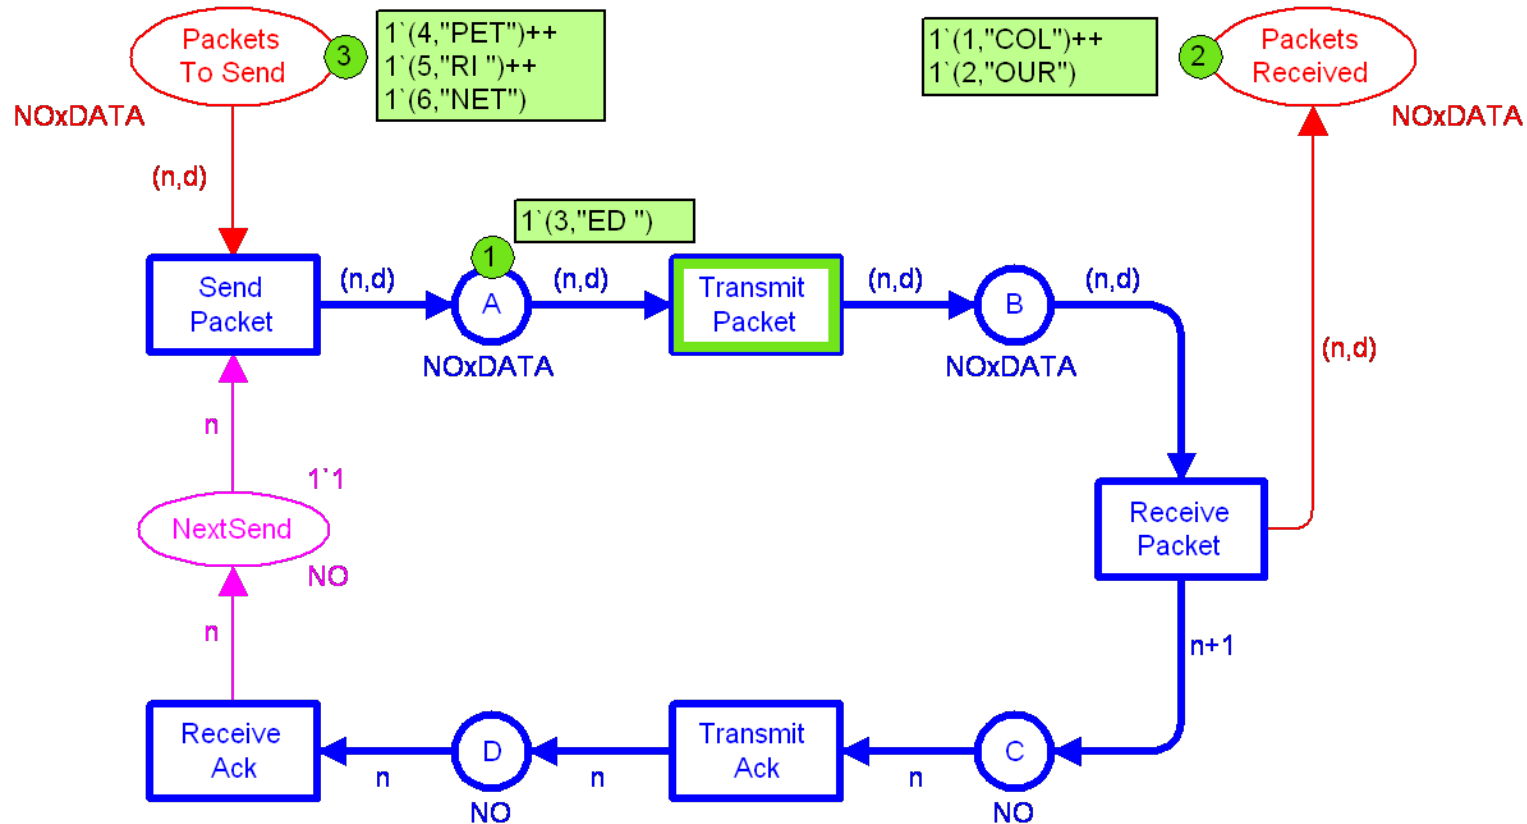 Packets
To Send
3
1`(4,"PET")++
1`(5,"RI ")++
1`(6,"NET")
NOxDATA
1`(1,"COL")++
1`(2,"OUR")
2
Packets
Received
NOxDATA
(n,d)
1`(3,"ED ")
1
Send
Packet
(n,d)
A
NOxDATA
(n,d)
Transmit
Packet
(n,d)
B
NOxDATA
(n,d)
(n,d)
n
1`1
NextSend
NO
n
Receive
Packet
n+1
Receive
Ack
n
D
NO
n
Transmit
Ack
n
C
NO